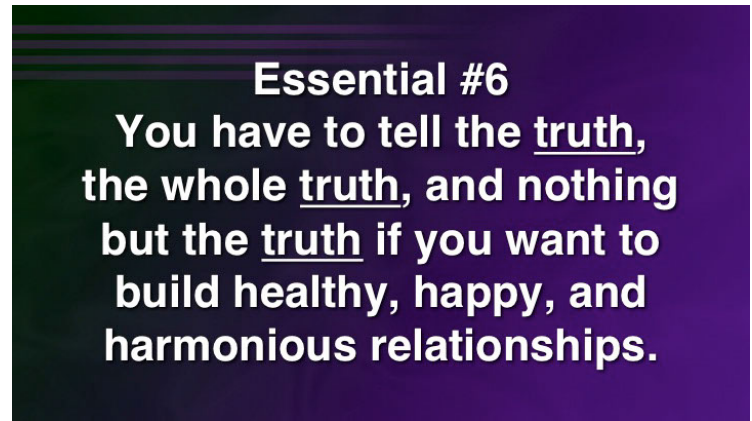 Essential #6
You have to tell the truth,
the whole truth, and nothing
but the truth if you want to
build healthy, happy, and
harmonious relationships.